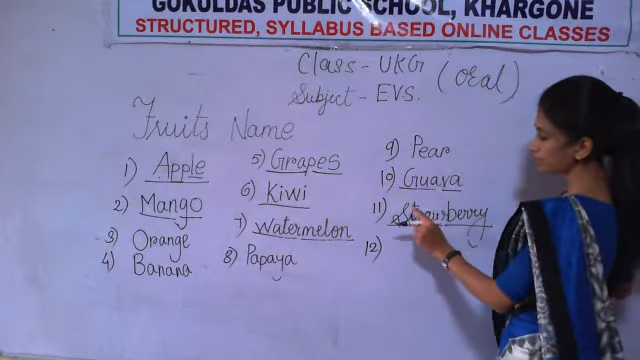 GOKULDAS PUBLIC SCHOOL, KHARGONE
STRUCTURED, SYLLABUS BASED ONLINE CLASSES
Class - UKG (Oral)
Subject - EVS.
Fruits Name
1) Apple
2) Mango
3) Orange
4) Banana
5) Grapes
6) Kiwi
7) Watermelon
8) Papaya
9) Pear
10) Guava
11) Strawberry
12)